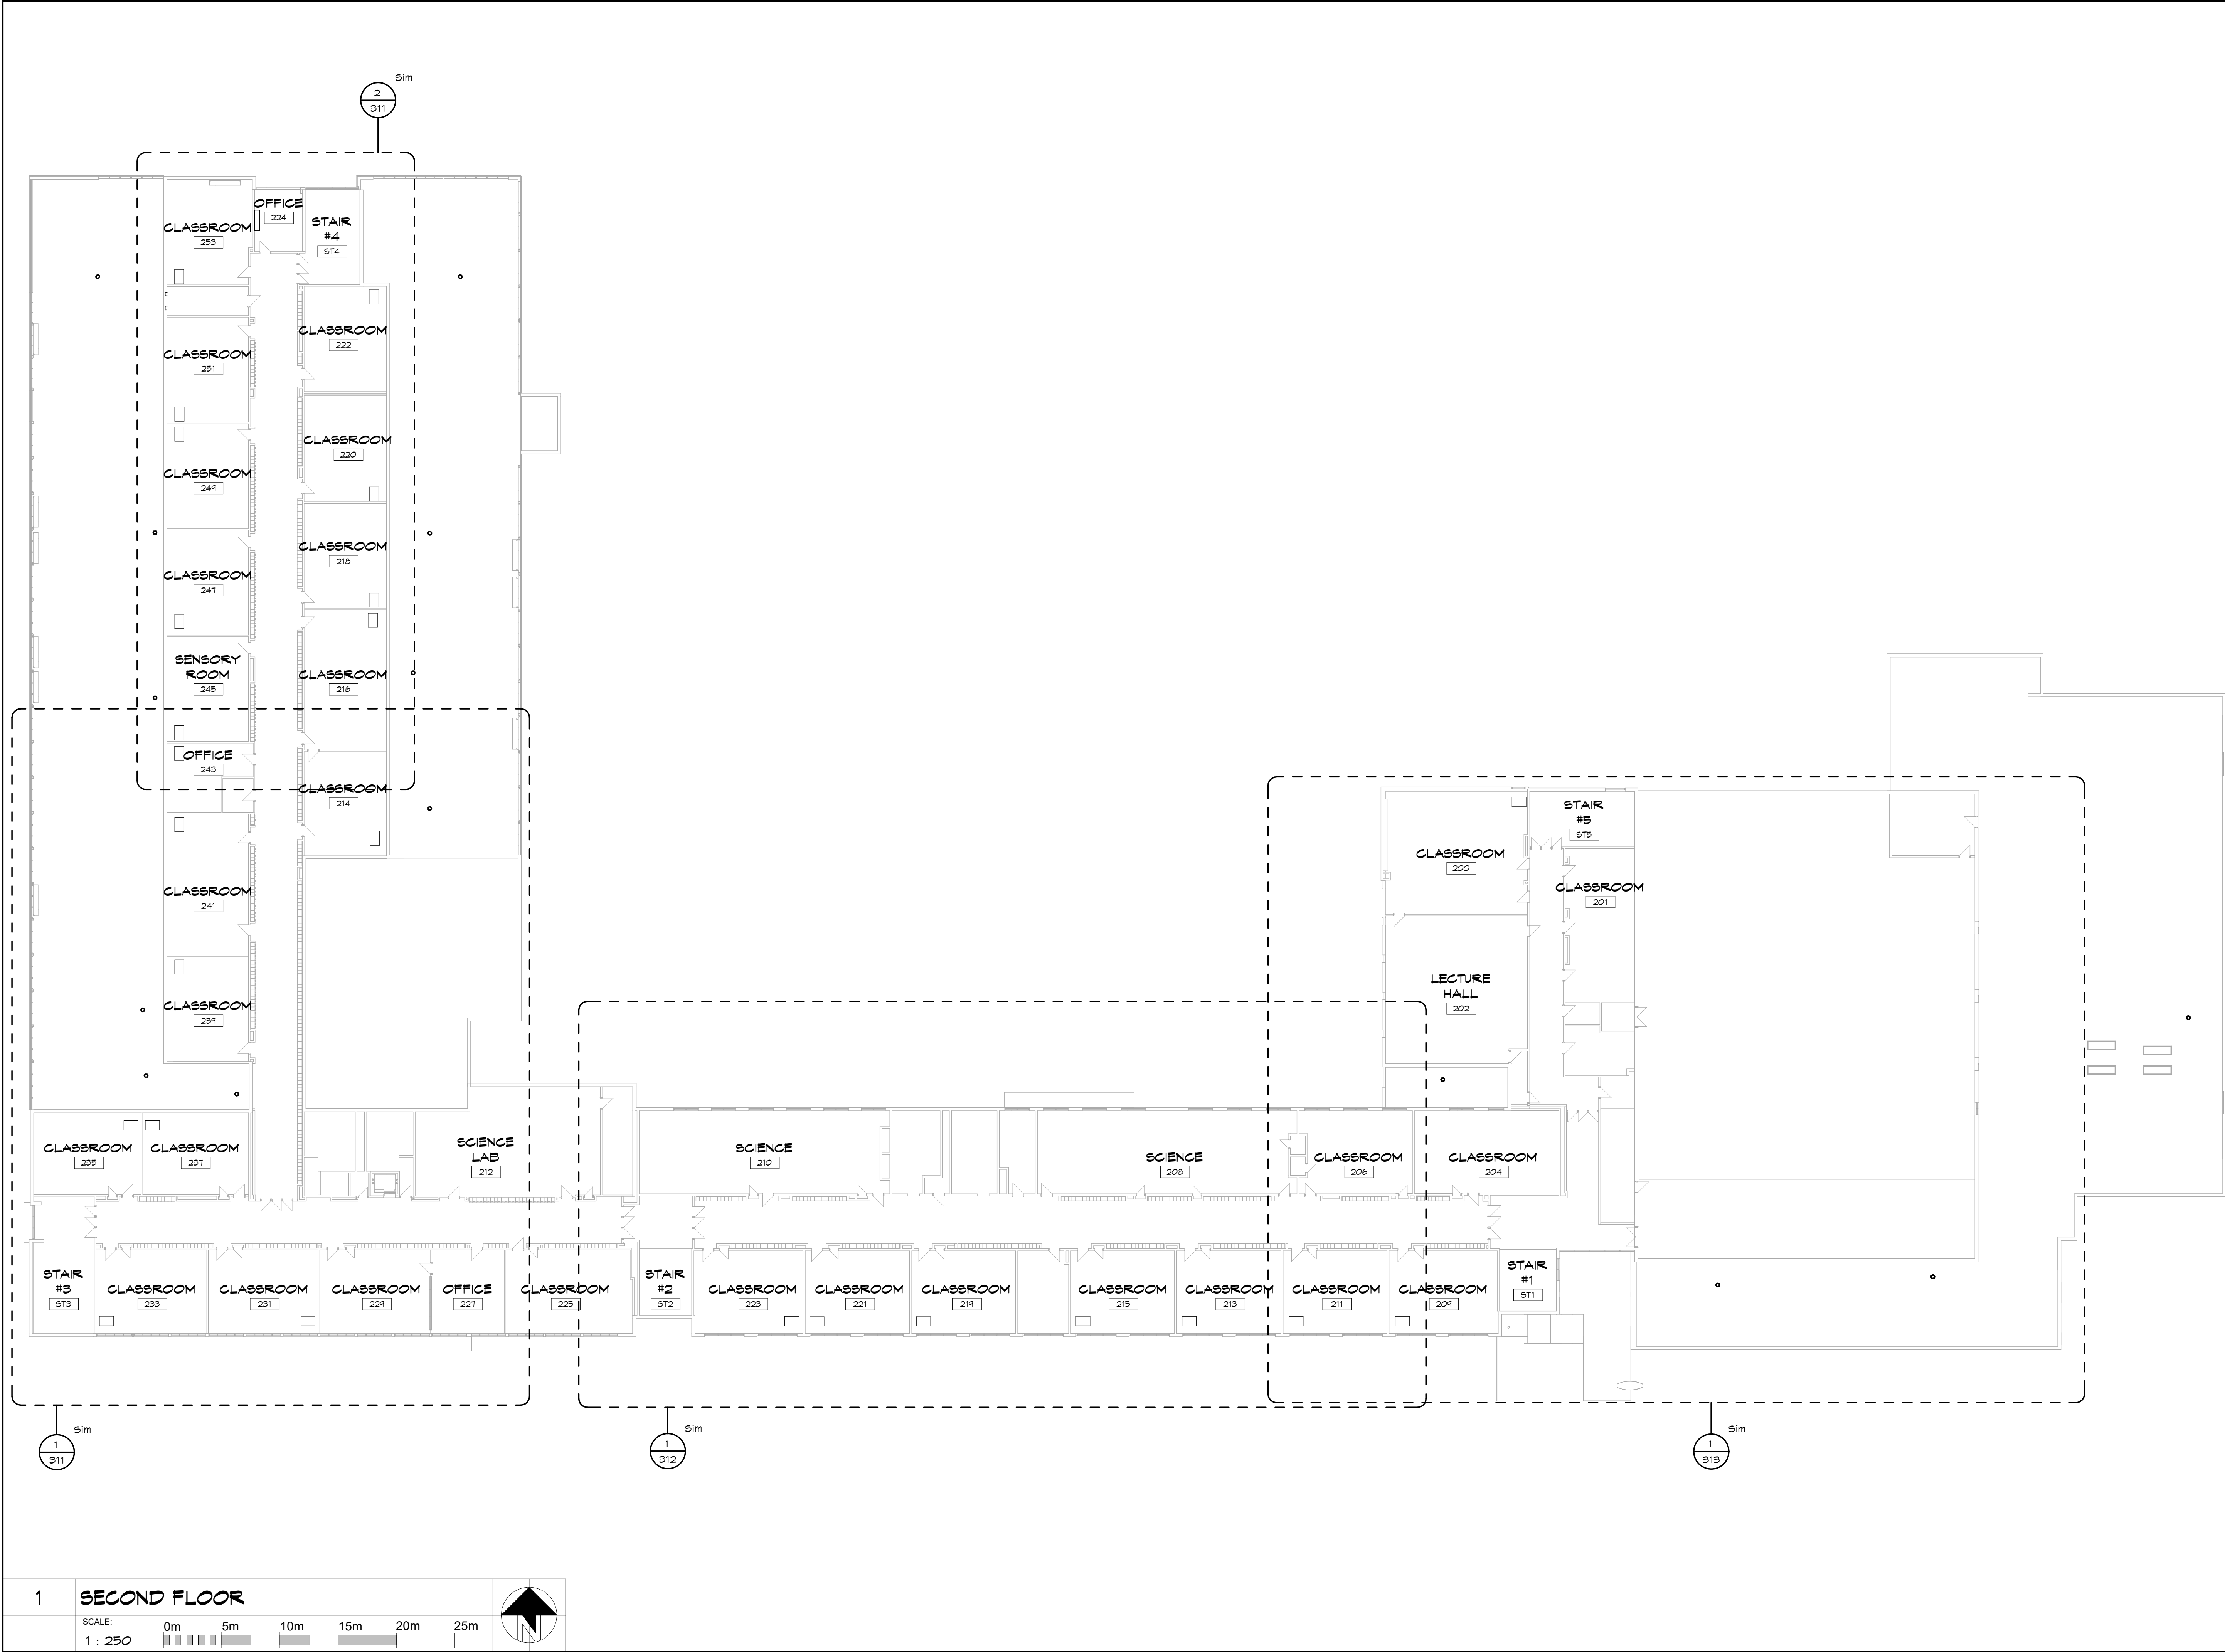 Sim
2
311
OFFICE
224
CLASSROOM
253
STAIR
#4
ST4
CLASSROOM
222
CLASSROOM
251
CLASSROOM
220
CLASSROOM
249
CLASSROOM
218
CLASSROOM
247
SENSORY
ROOM
245
CLASSROOM
216
OFFICE
243
CLASSROOM
214
STAIR
#5
ST5
CLASSROOM
200
CLASSROOM
201
CLASSROOM
241
LECTURE
HALL
202
CLASSROOM
239
CLASSROOM
235
CLASSROOM
237
SCIENCE
LAB
212
SCIENCE
210
SCIENCE
208
CLASSROOM
206
CLASSROOM
204
STAIR
#3
ST3
CLASSROOM
233
CLASSROOM
231
CLASSROOM
229
OFFICE
227
CLASSROOM
225
STAIR
#2
ST2
CLASSROOM
223
CLASSROOM
221
CLASSROOM
219
CLASSROOM
215
CLASSROOM
213
CLASSROOM
211
CLASSROOM
209
STAIR
#1
ST1
Sim
1
311
Sim
1
312
Sim
1
313
1
SECOND FLOOR
SCALE:
1 : 250
0m 5m 10m 15m 20m 25m
N